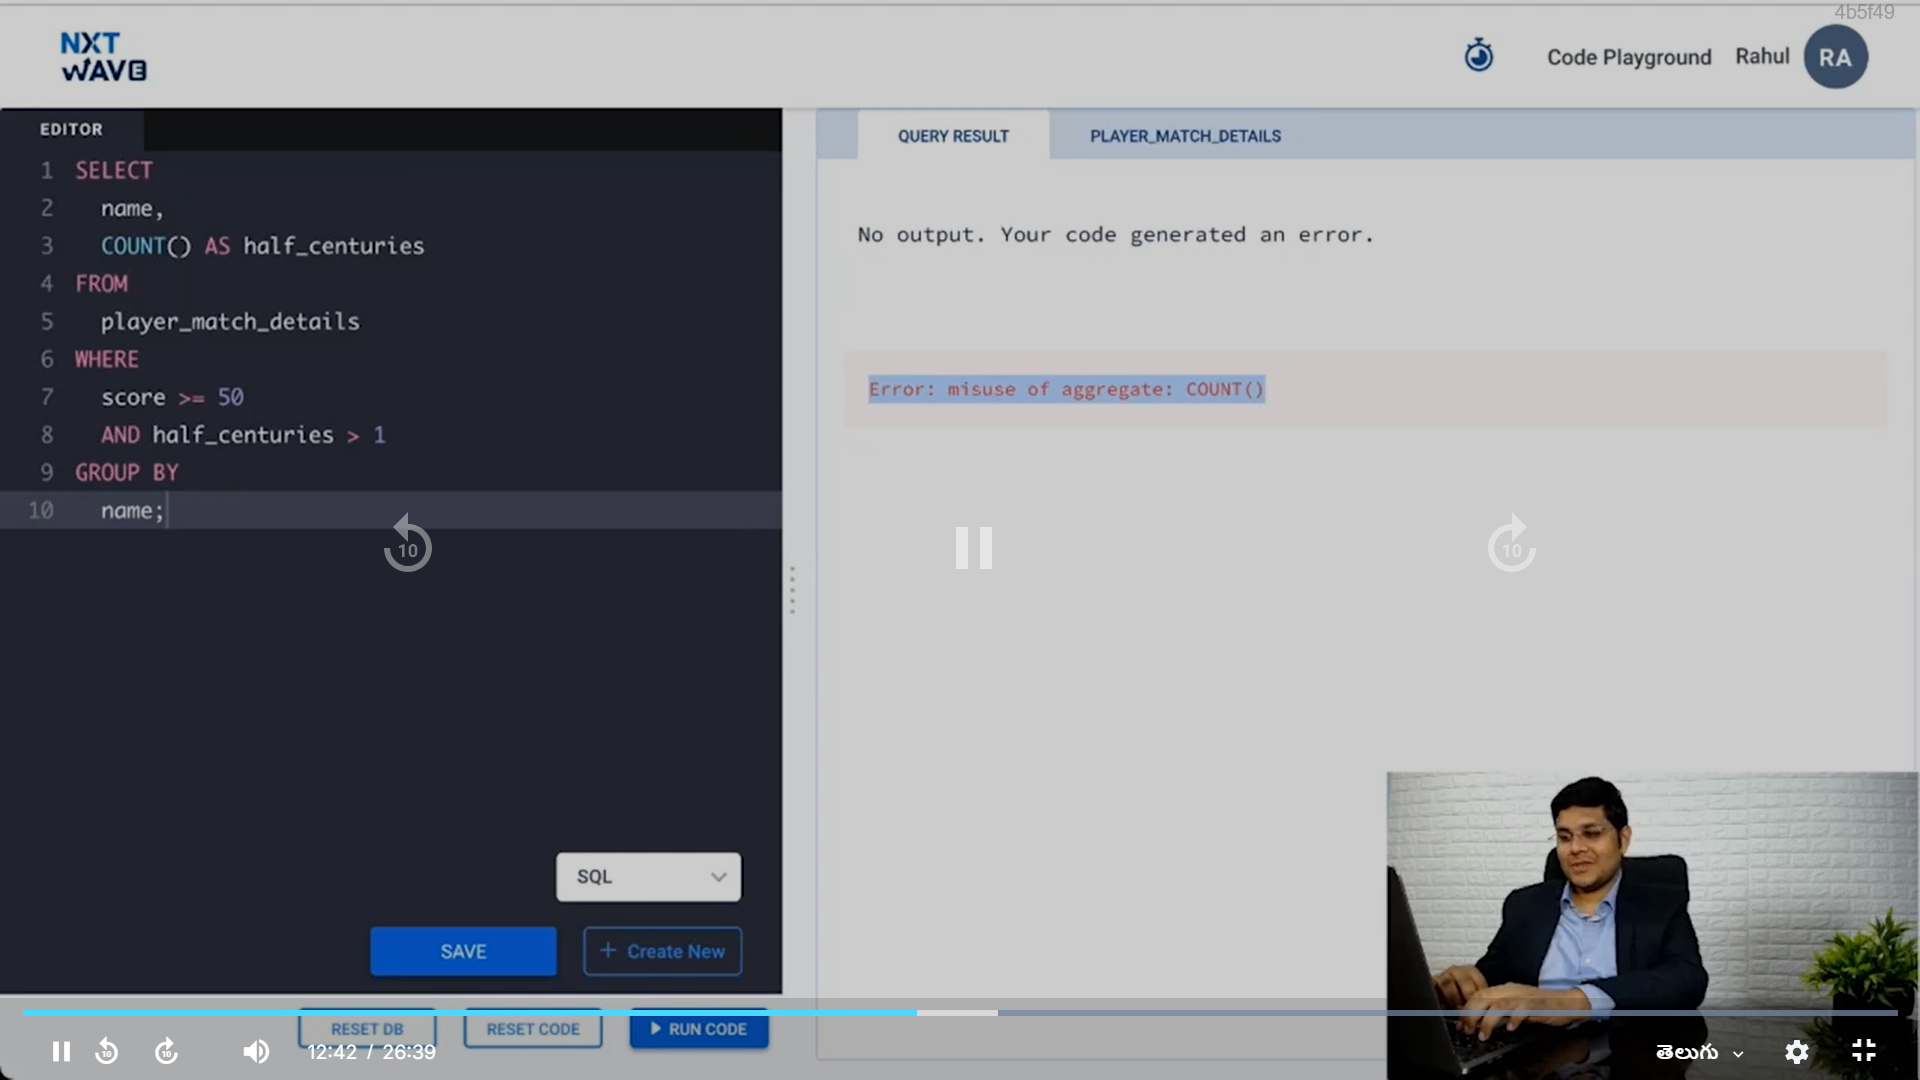 4b5f49
NXT
WAVE
Code Playground Rahul RA
EDITOR
1 SELECT
2 name,
3 COUNT() AS half_centuries
4 FROM
5 player_match_details
6 WHERE
7 score >= 50
8 AND half_centuries > 1
9 GROUP BY
10 name;
QUERY RESULT PLAYER_MATCH_DETAILS
No output. Your code generated an error.
Error: misuse of aggregate: COUNT()
10 10
SQL
SAVE + Create New
RESET DB RESET CODE RUN CODE
10 10 12:42 / 26:39 తెలుగు